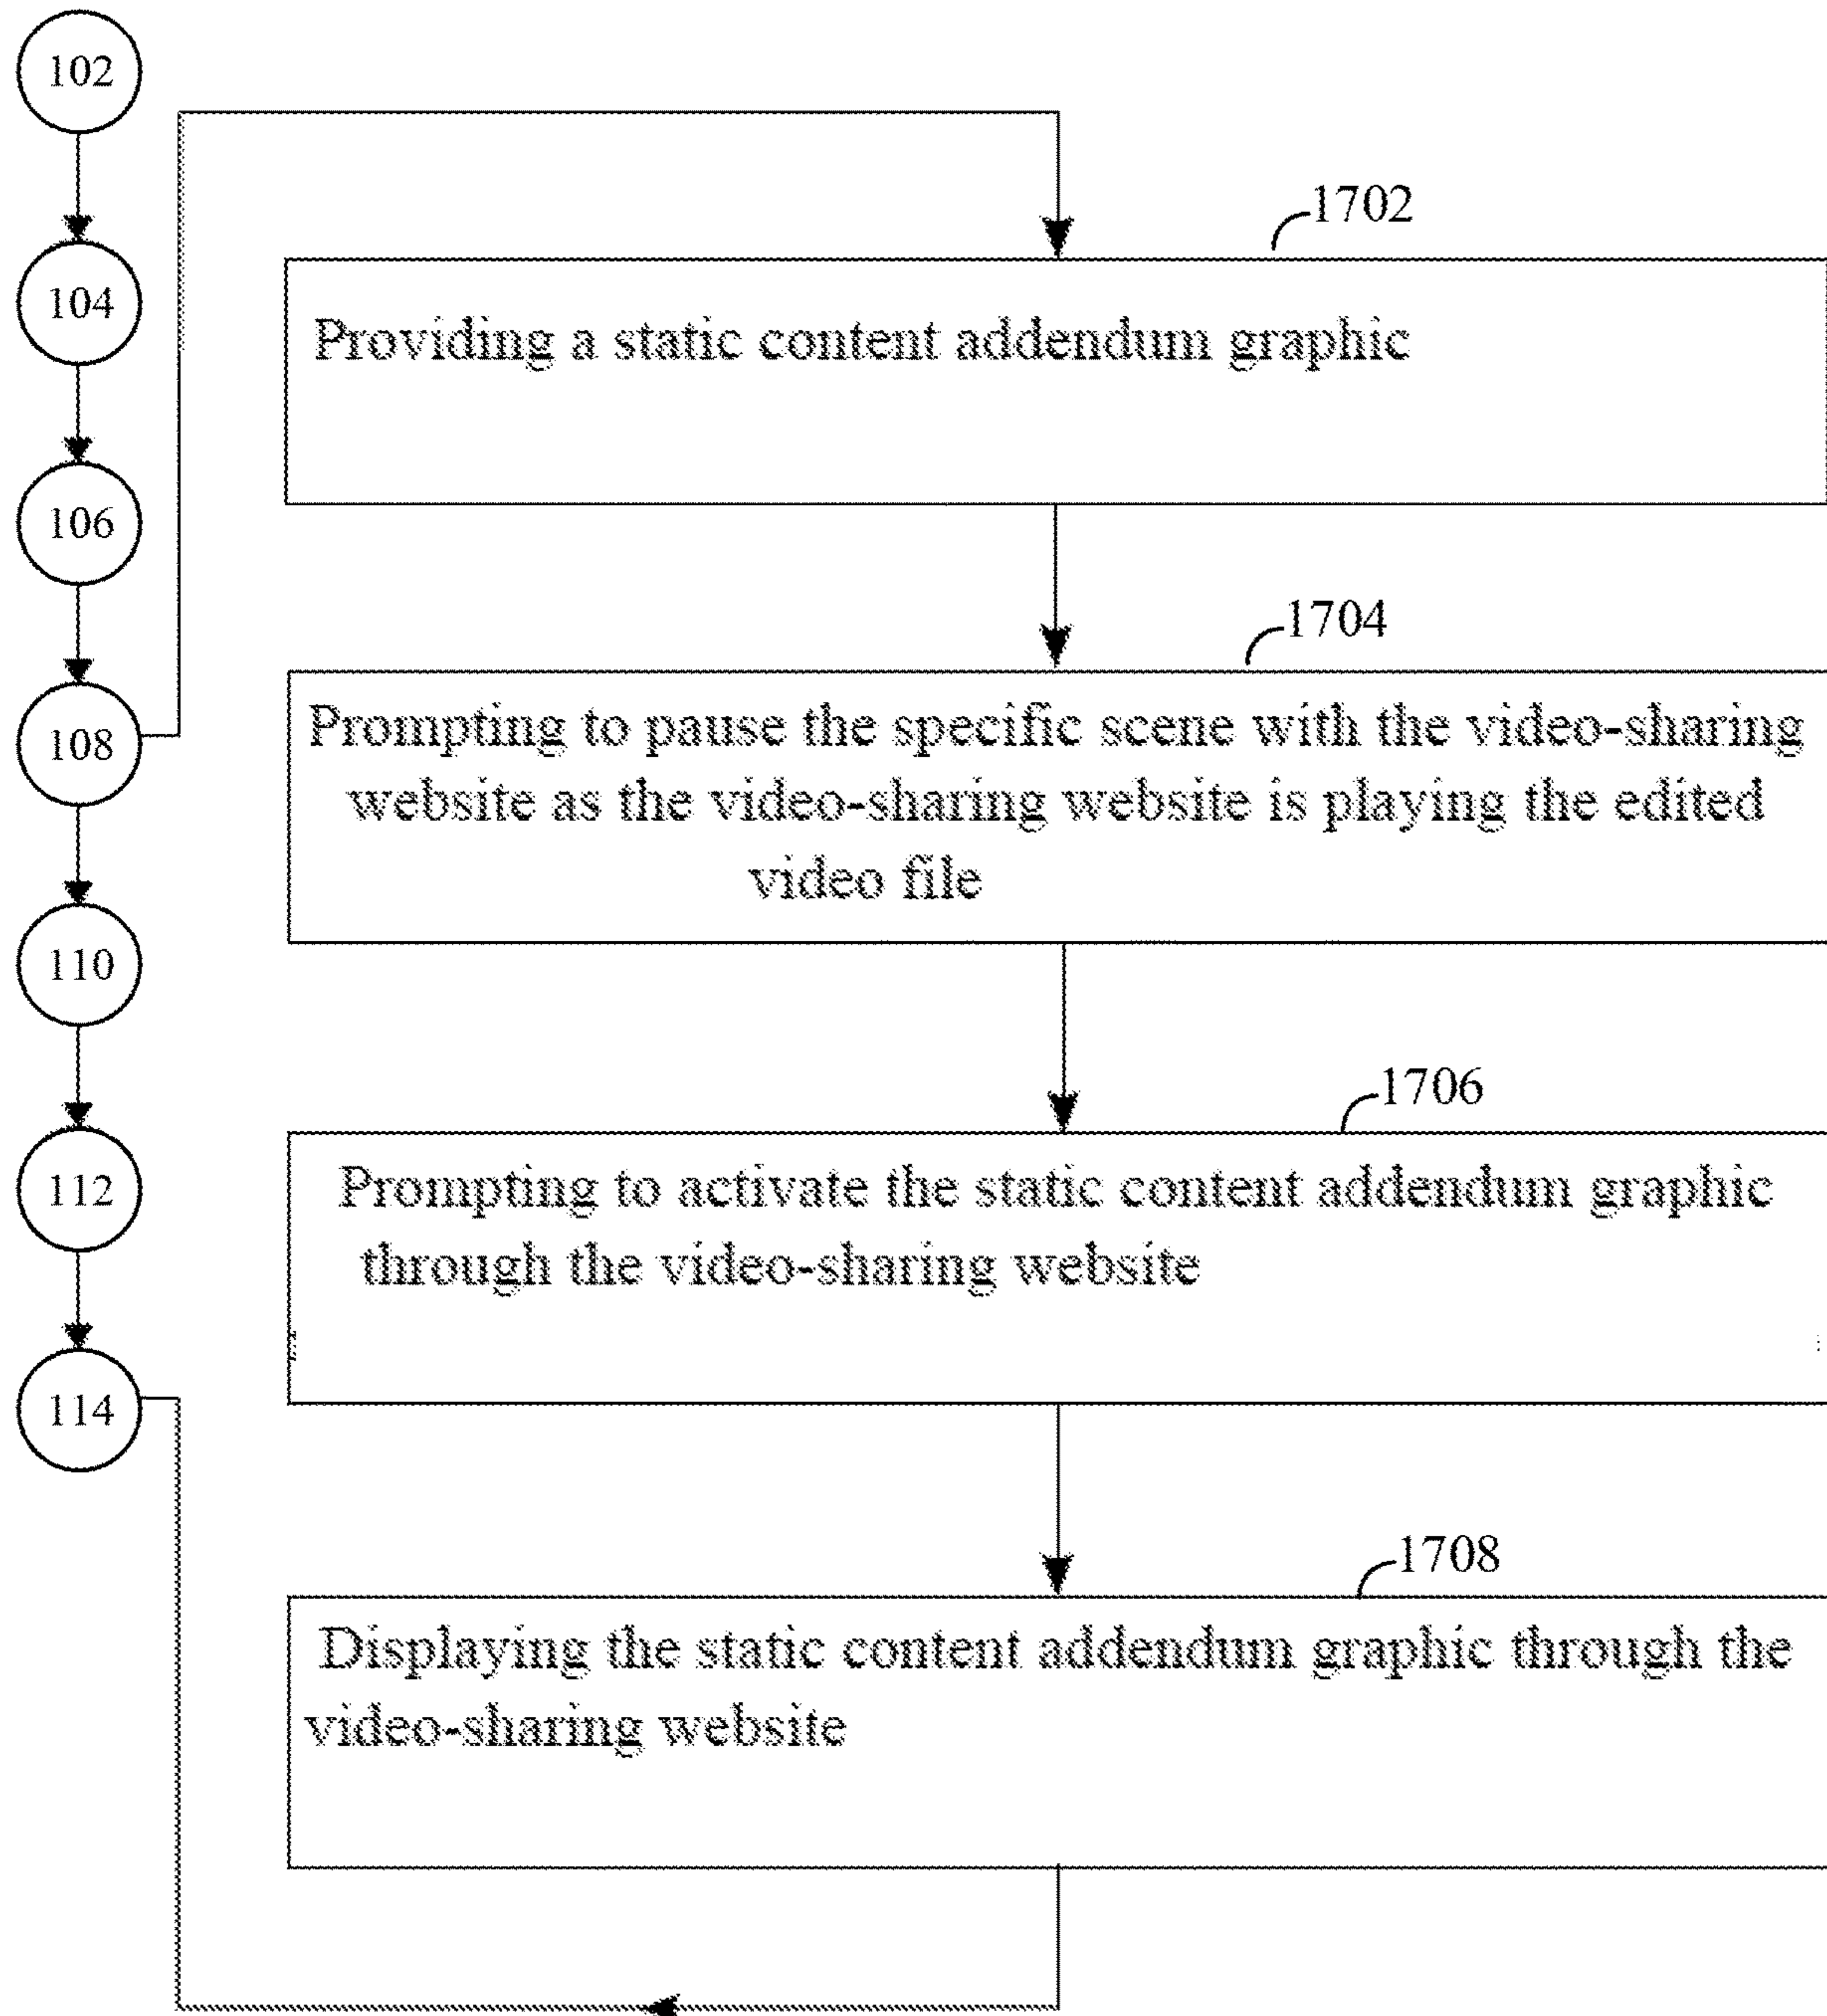 102
104
106
108
110
112
114
1702
Providing a static content addendum graphic
1704
Prompting to pause the specific scene with the video-sharing
website as the video-sharing website is playing the edited
video file
1706
Prompting to activate the static content addendum graphic
through the video-sharing website
1708
Displaying the static content addendum graphic through the
video-sharing website